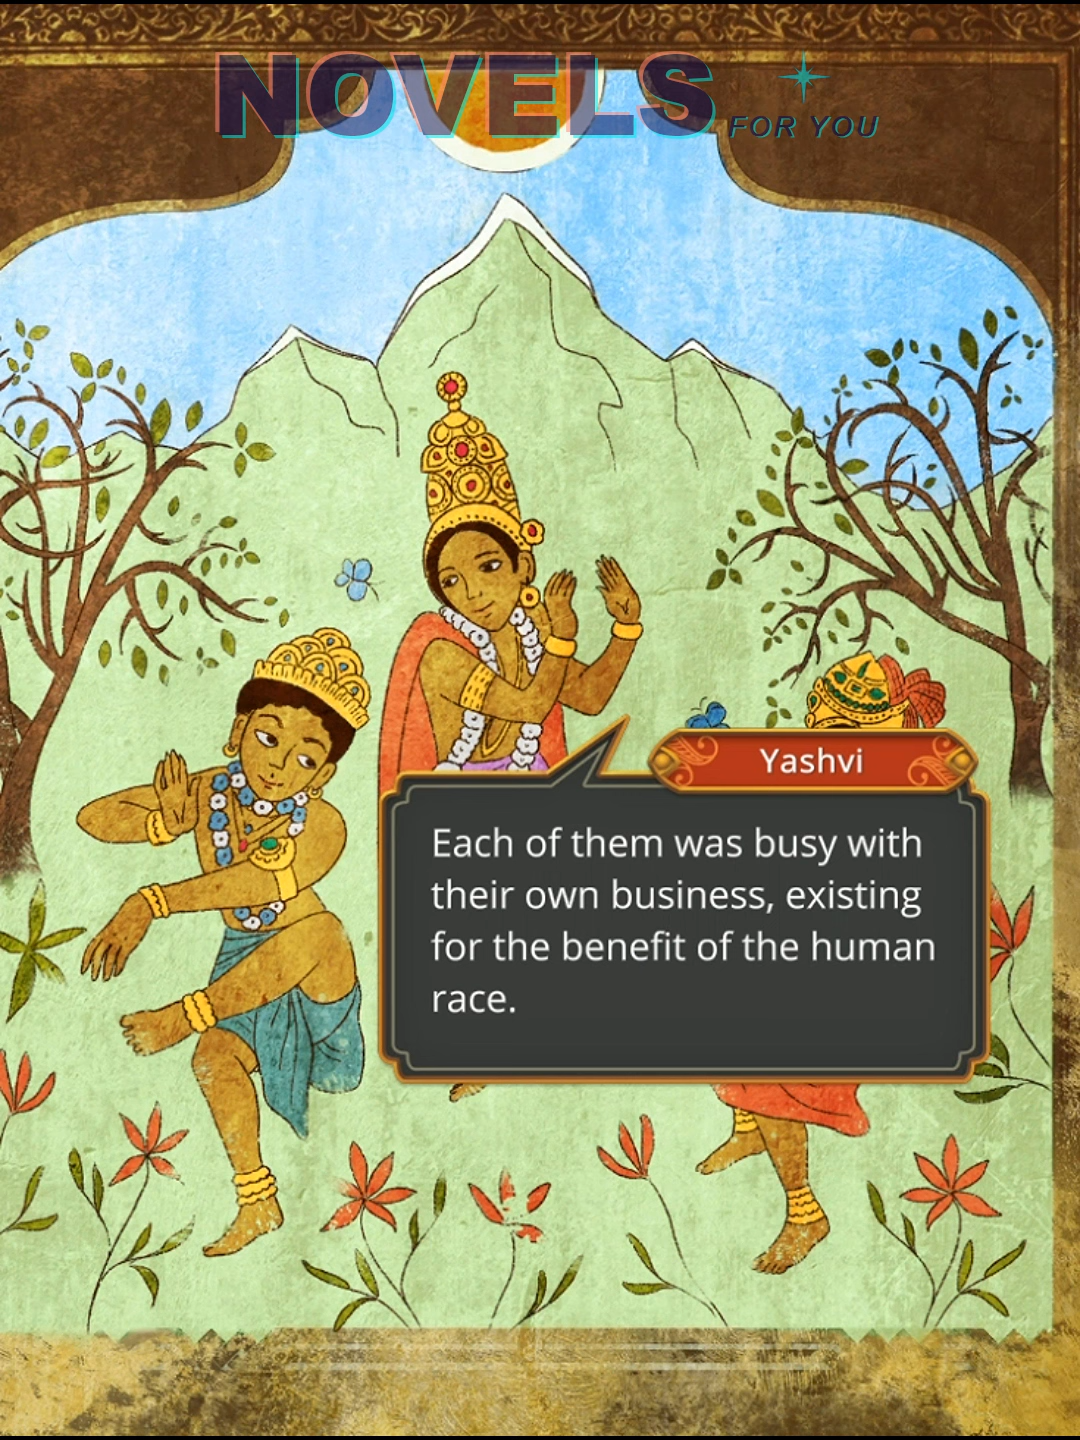 NOVELS
FOR YOU
Yashvi
Each of them was busy with
their own business, existing
for the benefit of the human
race.